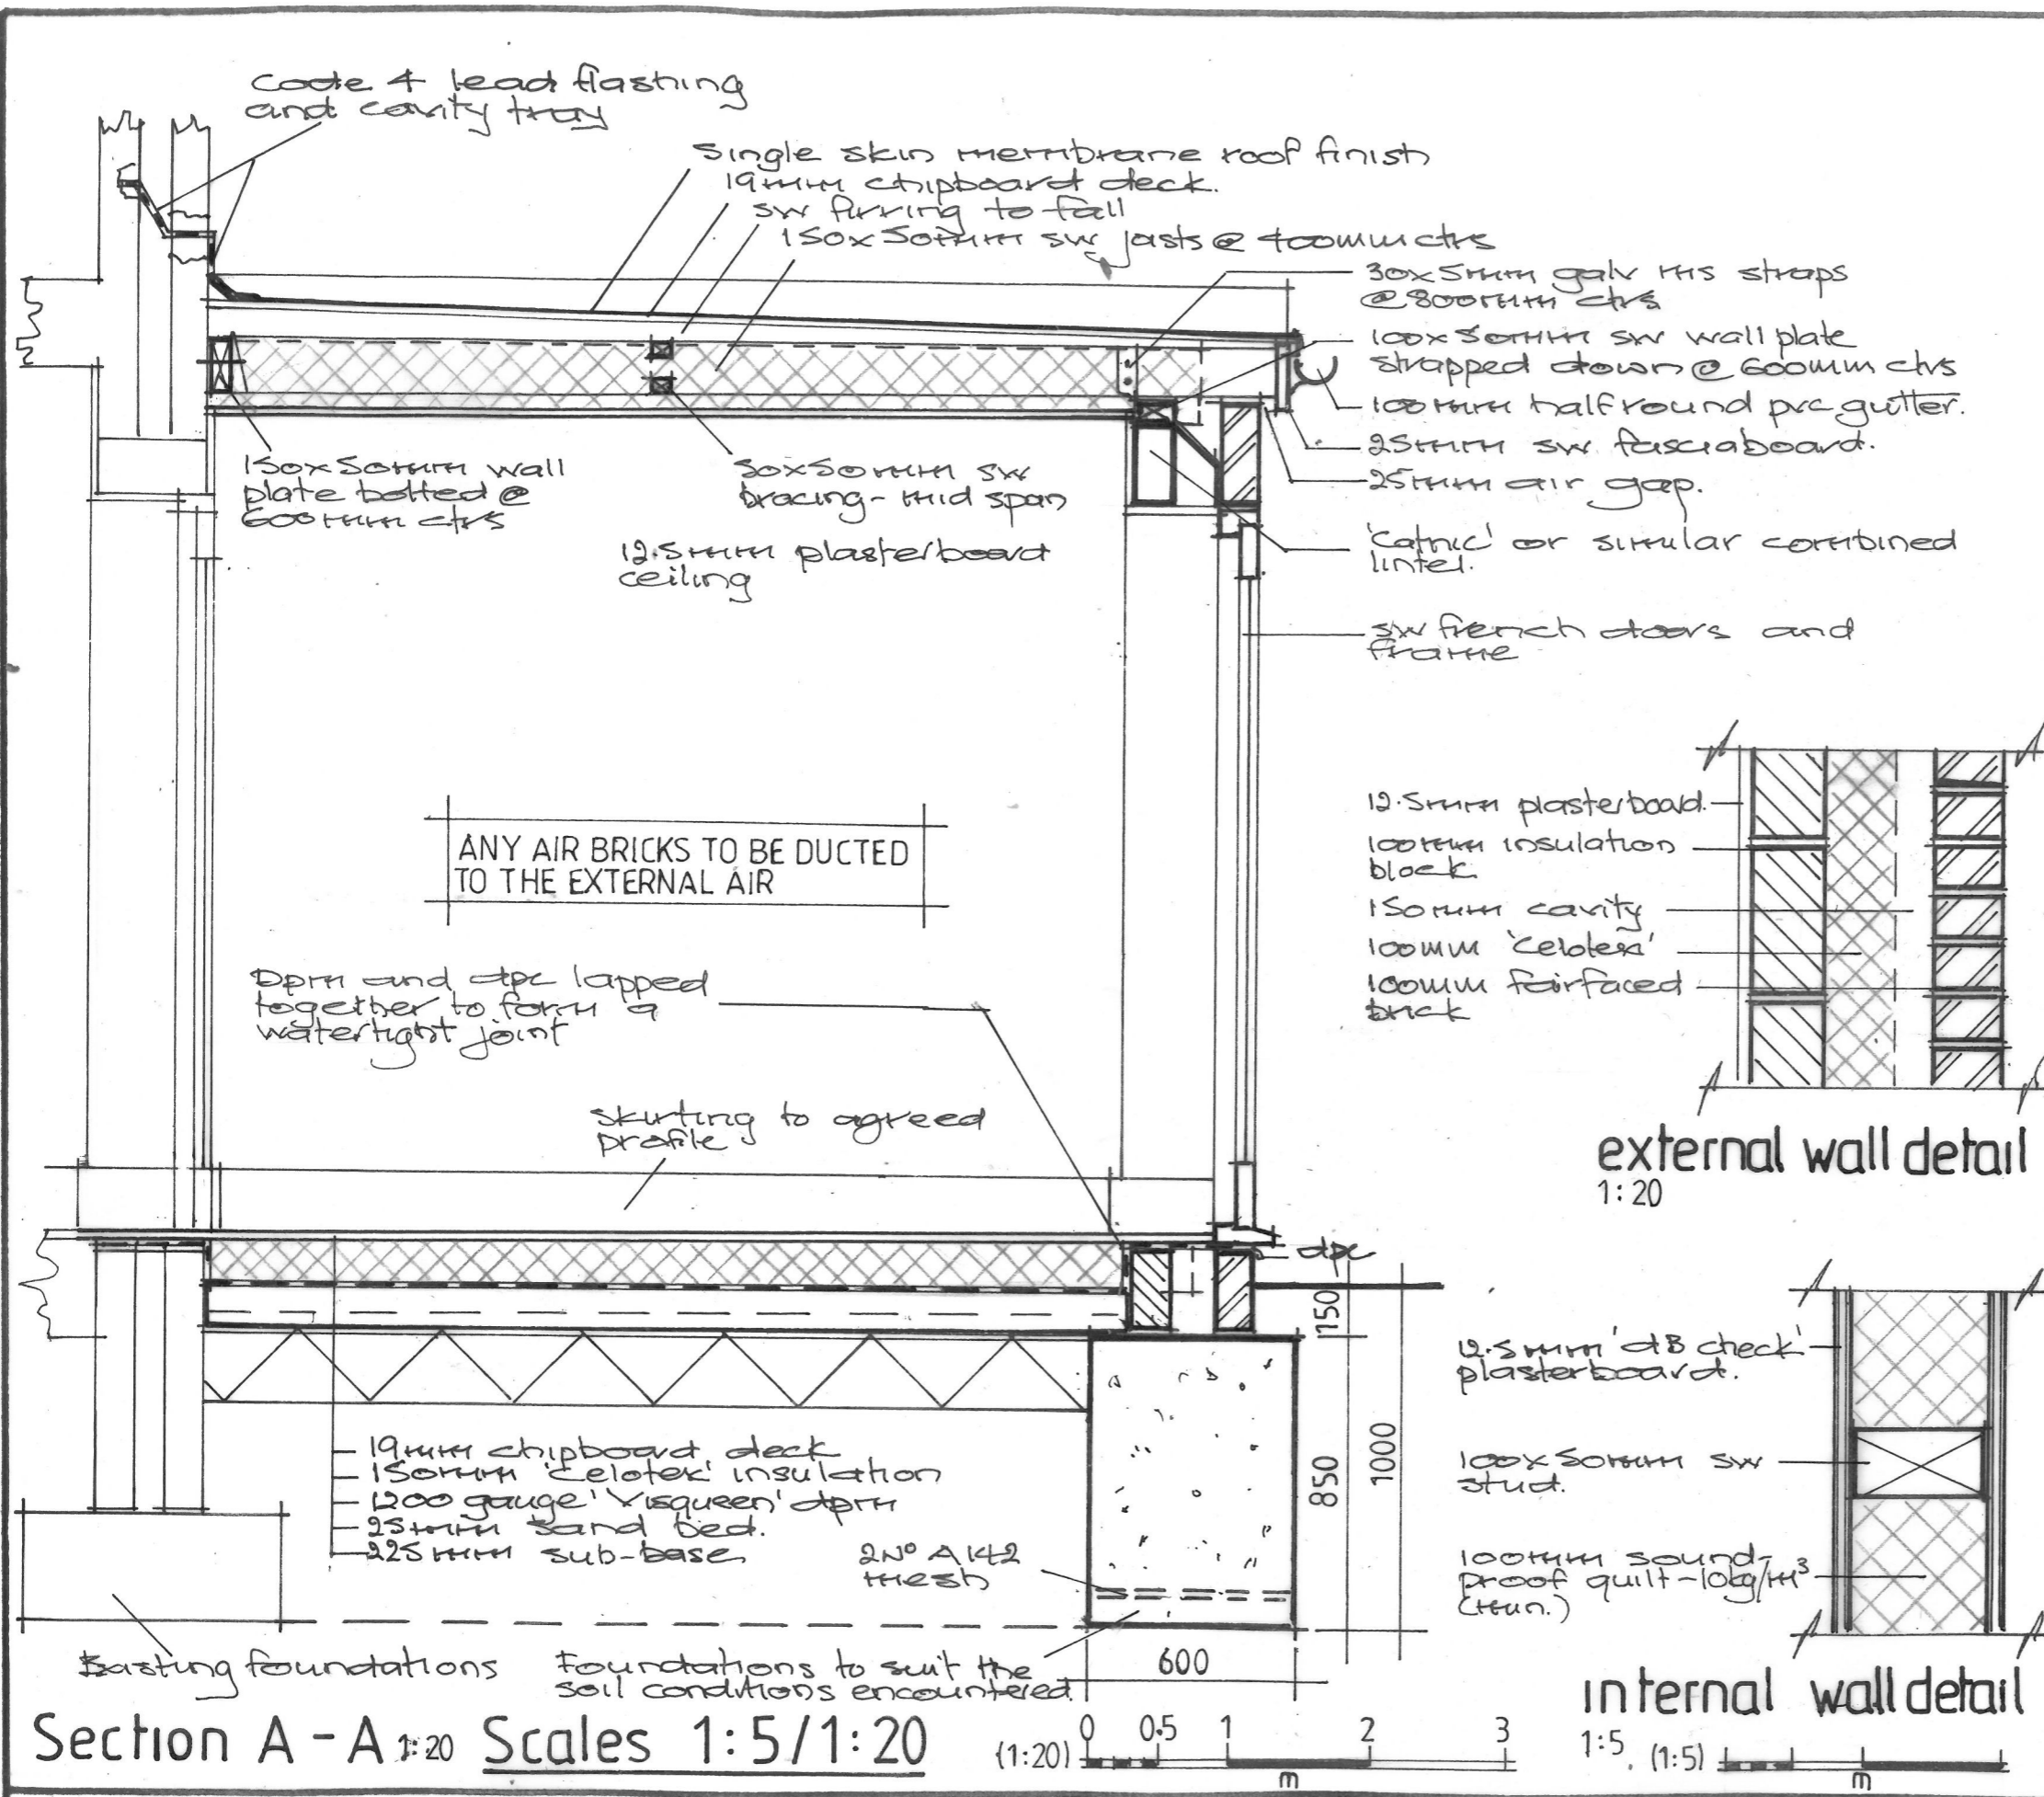 Code 4 lead flashing
and cavity tray
Single skin membrane roof finish
19mm chipboard deck.
sw firring to fall
150x50mm sw joists @ 400mm ctrs
30x5mm galv ms straps
@ 800mm ctrs
100x50mm sw wall plate
strapped down @ 600mm ctrs
100mm half round pvc gutter.
25mm sw fasciaboard.
25mm air gap.
'Catnic' or similar combined
lintel.
sw french doors and
frame
150x50mm wall
plate bolted @
600mm ctrs
50x50mm sw
bracing - mid span
12.5mm plasterboard
ceiling
ANY AIR BRICKS TO BE DUCTED
TO THE EXTERNAL AIR
Dpm and dpc lapped
together to form a
watertight joint
skirting to agreed
profile
12.5mm plasterboard.
100mm insulation
block
150mm cavity
100mm 'Celotex'
100mm fairfaced
brick
external wall detail
1:20
dpc
150
850
1000
600
19mm chipboard deck
150mm 'Celotex' insulation
1200 gauge 'Visqueen' dpm
25mm sand bed.
225mm sub-base
2No A142
mesh
Existing foundations
Foundations to suit the
soil conditions encountered.
12.5mm 'dB check'
plasterboard.
100x50mm sw
stud.
100mm sound-
proof quilt - 10kg/m³
(min.)
internal wall detail
1:5 (1:5)
m
Section A-A 1:20 Scales 1:5/1:20
(1:20) 0 0.5 1 2 3
m